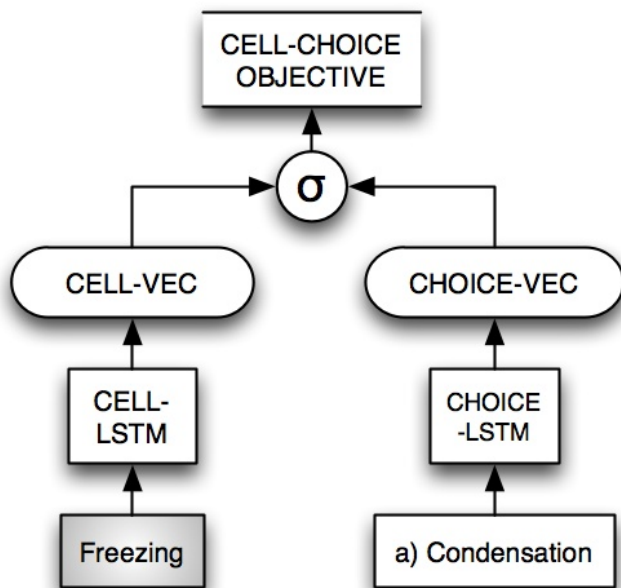 CELL-CHOICE
OBJECTIVE
σ
CELL-VEC
CHOICE-VEC
CELL-
LSTM
CHOICE
-LSTM
Freezing
a) Condensation